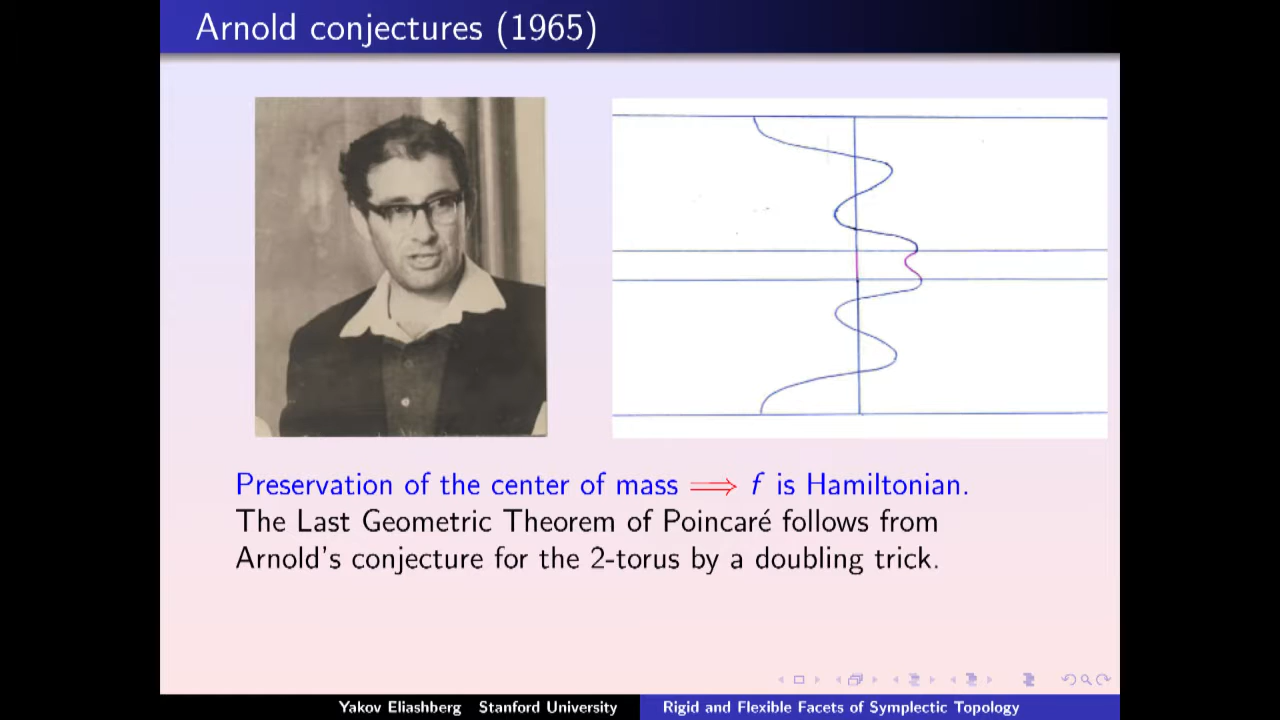 Arnold conjectures (1965)
Preservation of the center of mass ⟹ f is Hamiltonian.
The Last Geometric Theorem of Poincaré follows from
Arnold's conjecture for the 2-torus by a doubling trick.
Yakov Eliashberg Stanford University
Rigid and Flexible Facets of Symplectic Topology